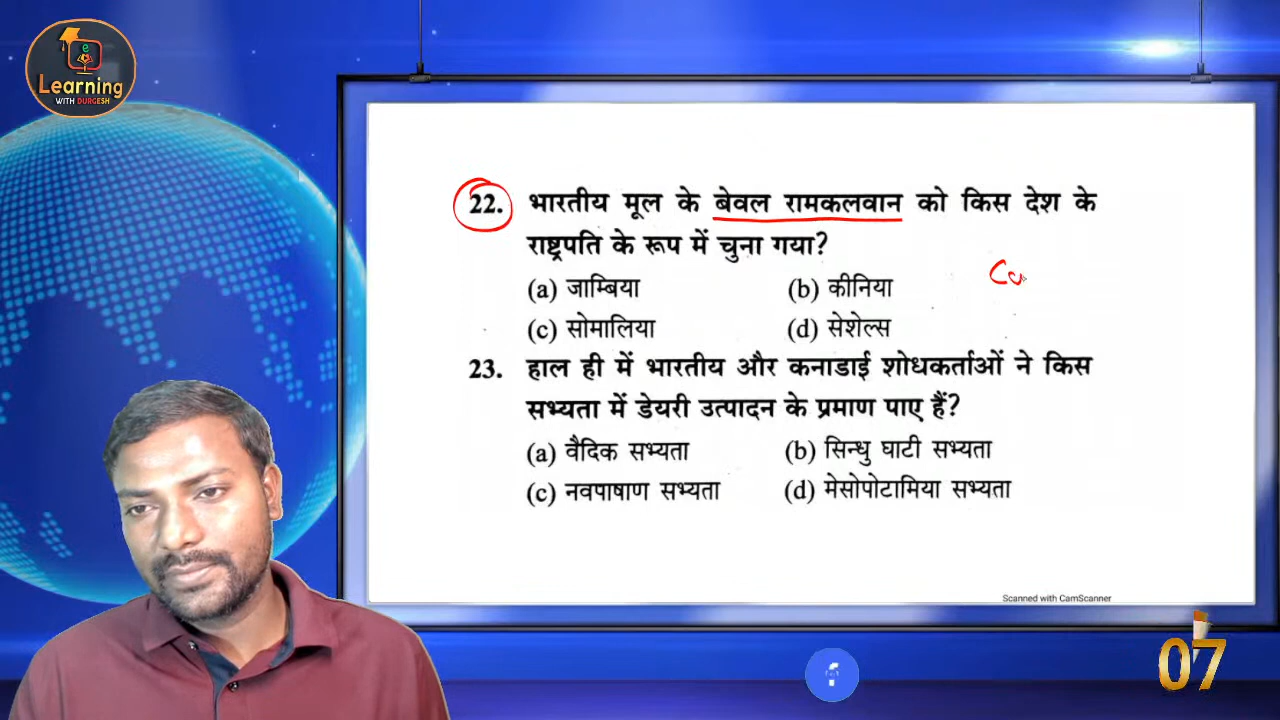 e
Learning
WITH DURGESH
22. भारतीय मूल के बेवल रामकलवान को किस देश के
राष्ट्रपति के रूप में चुना गया?
(a) जाम्बिया (b) कीनिया
(c) सोमालिया (d) सेशेल्स
23. हाल ही में भारतीय और कनाडाई शोधकर्ताओं ने किस
सभ्यता में डेयरी उत्पादन के प्रमाण पाए हैं?
(a) वैदिक सभ्यता (b) सिन्धु घाटी सभ्यता
(c) नवपाषाण सभ्यता (d) मेसोपोटामिया सभ्यता
Scanned with CamScanner
07